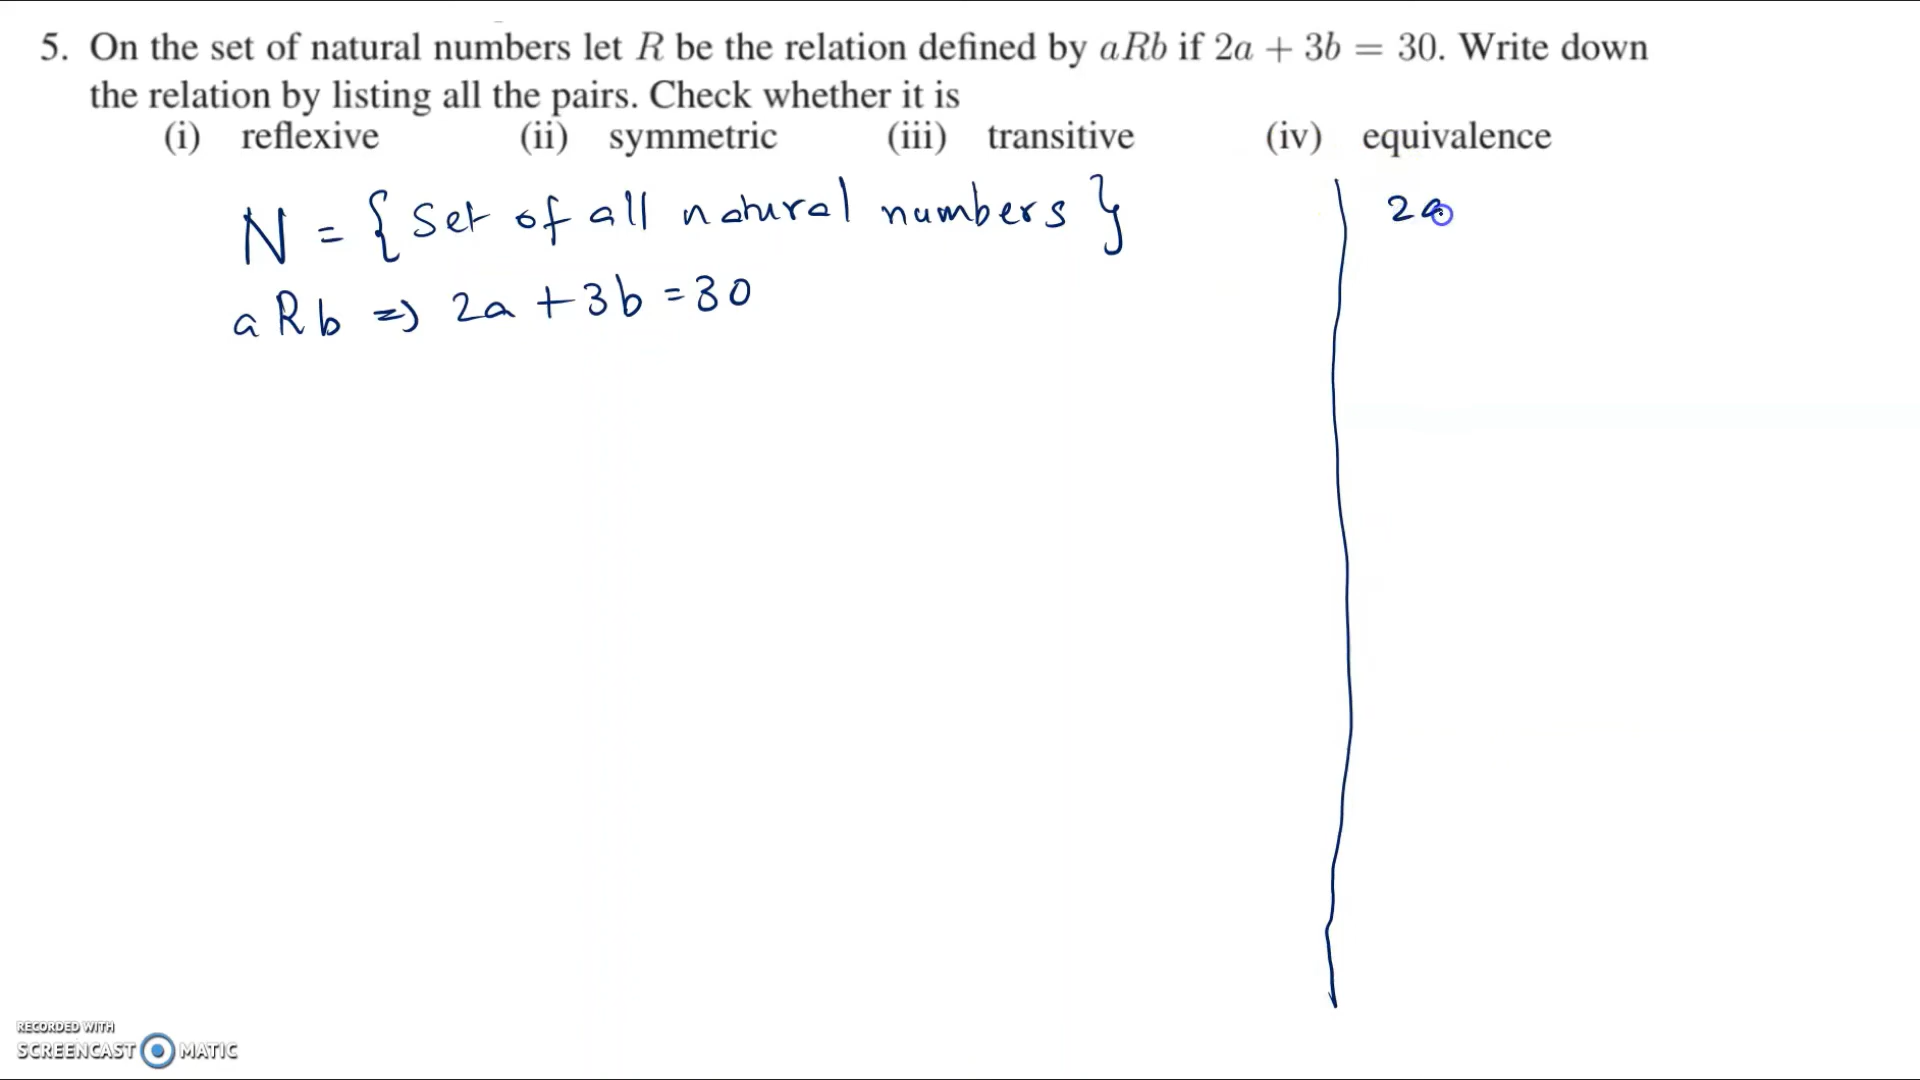 5. On the set of natural numbers let R be the relation defined by aRb if 2a + 3b = 30. Write down
the relation by listing all the pairs. Check whether it is
(i) reflexive (ii) symmetric (iii) transitive (iv) equivalence
N = { Set of all natural numbers }
2a
a R b => 2a + 3b = 30
RECORDED WITH
SCREENCAST MATIC